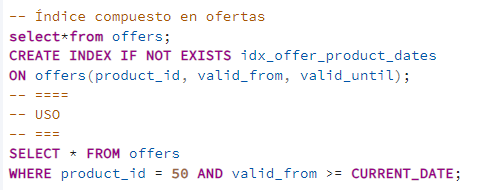 -- Índice compuesto en ofertas
select*from offers;
CREATE INDEX IF NOT EXISTS idx_offer_product_dates
ON offers(product_id, valid_from, valid_until);
-- ====
-- USO
-- ===
SELECT * FROM offers
WHERE product_id = 50 AND valid_from >= CURRENT_DATE;